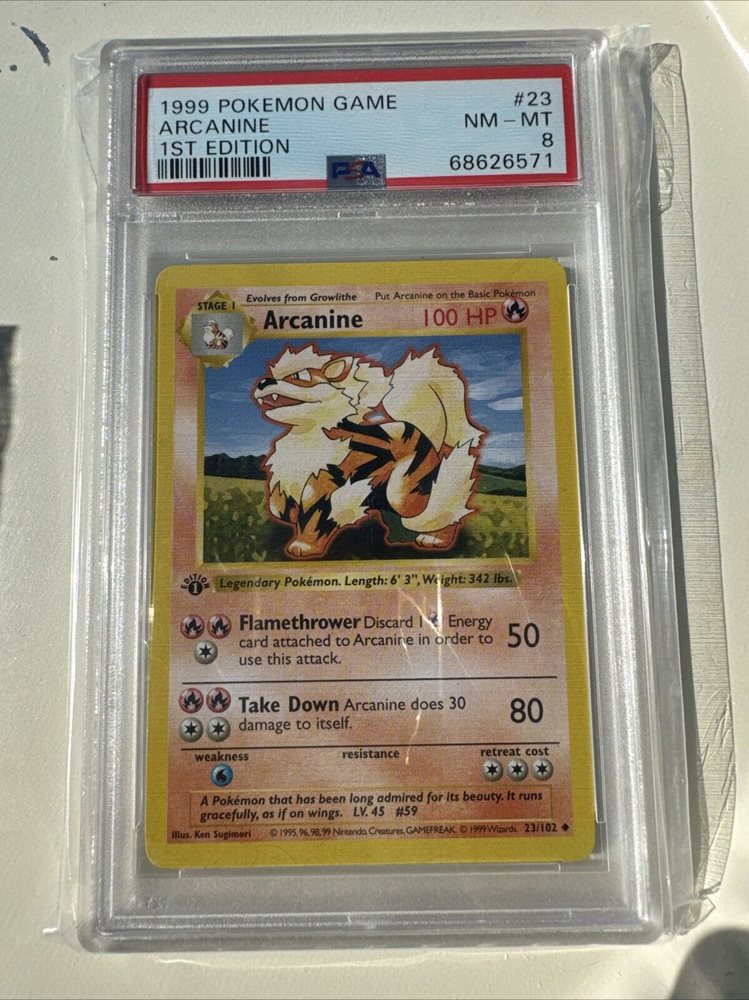 1999 POKEMON GAME #23
ARCANINE NM - MT
1ST EDITION 8
PSA 68626571
STAGE 1 Evolves from Growlithe Put Arcanine on the Basic Pokémon
Arcanine 100 HP
EDITION 1
Legendary Pokémon. Length: 6' 3", Weight: 342 lbs.
Flamethrower Discard 1 Energy
card attached to Arcanine in order to 50
use this attack.
Take Down Arcanine does 30 80
damage to itself.
weakness resistance retreat cost
A Pokémon that has been long admired for its beauty. It runs
gracefully, as if on wings. LV. 45 #59
Illus. Ken Sugimori © 1995, 96, 98, 99 Nintendo, Creatures, GAMEFREAK. © 1999 Wizards. 23/102